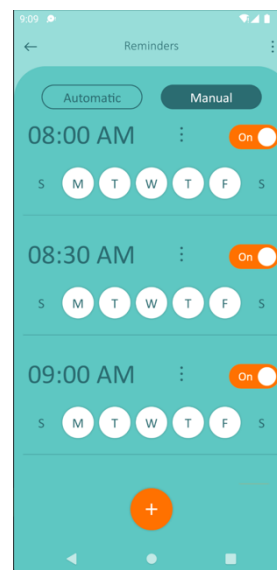 9:09
Reminders
Automatic Manual
08:00 AM On
S M T W T F S
08:30 AM On
S M T W T F S
09:00 AM On
S M T W T F S
+